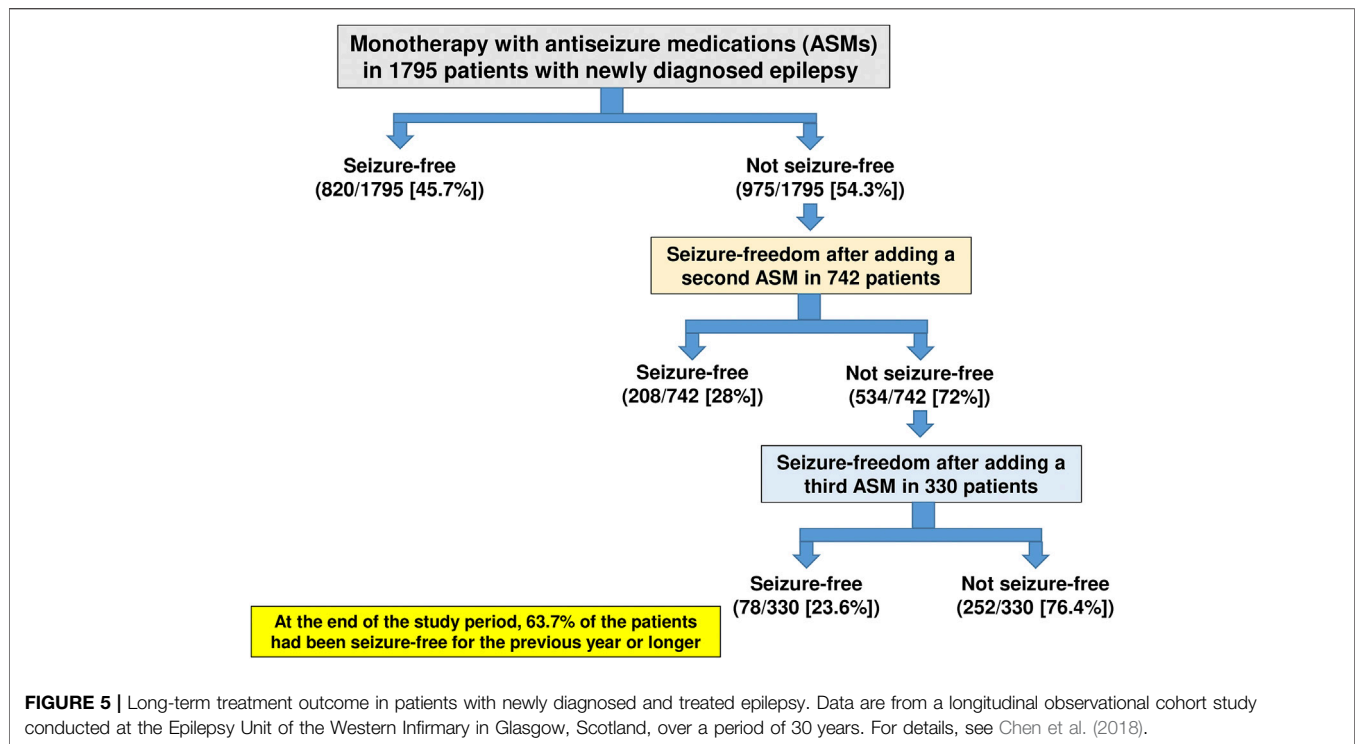 Monotherapy with antiseizure medications (ASMs)
in 1795 patients with newly diagnosed epilepsy
Seizure-free
(820/1795 [45.7%])
Not seizure-free
(975/1795 [54.3%])
Seizure-freedom after adding a
second ASM in 742 patients
Seizure-free
(208/742 [28%])
Not seizure-free
(534/742 [72%])
Seizure-freedom after adding a
third ASM in 330 patients
Seizure-free
(78/330 [23.6%])
Not seizure-free
(252/330 [76.4%])
At the end of the study period, 63.7% of the patients
had been seizure-free for the previous year or longer
FIGURE 5 | Long-term treatment outcome in patients with newly diagnosed and treated epilepsy. Data are from a longitudinal observational cohort study
conducted at the Epilepsy Unit of the Western Infirmary in Glasgow, Scotland, over a period of 30 years. For details, see Chen et al. (2018).